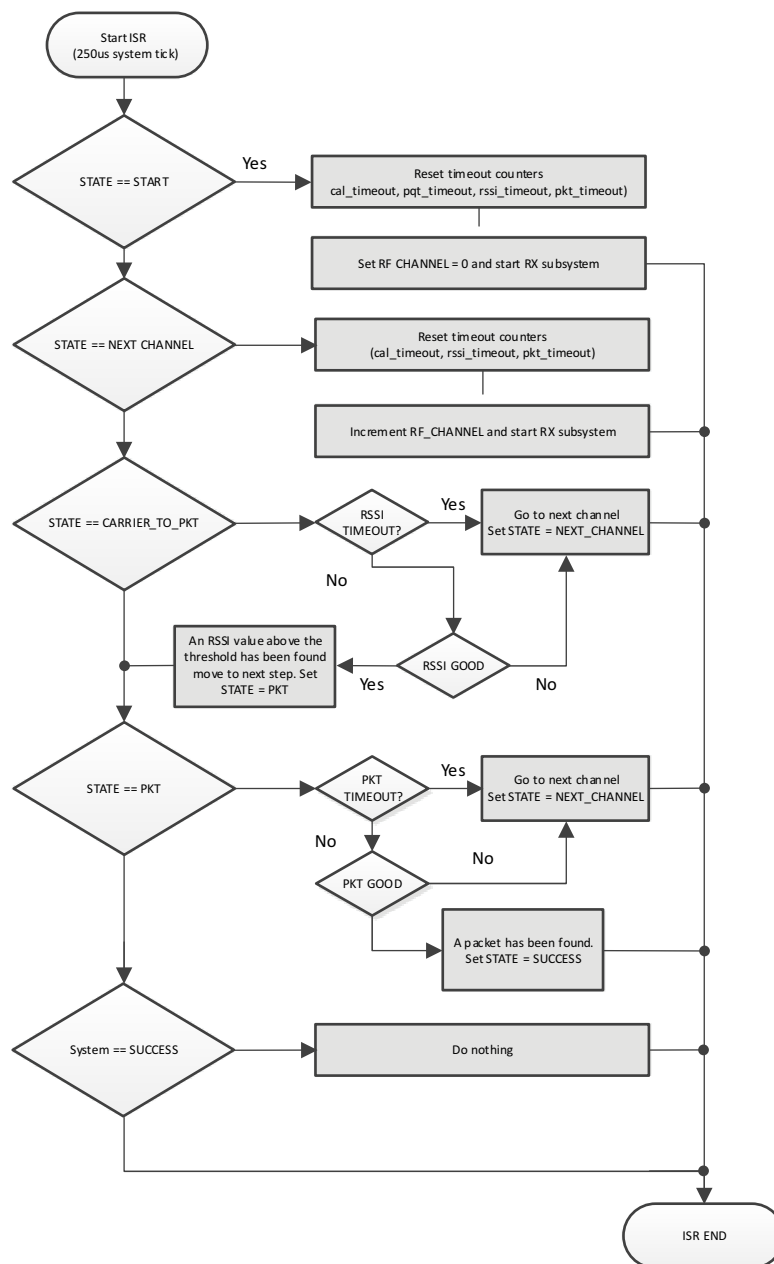 Start ISR
(250us system tick)
STATE == START
Yes
Reset timeout counters
cal_timeout, pqt_timeout, rssi_timeout, pkt_timeout)
Set RF CHANNEL = 0 and start RX subsystem
STATE == NEXT CHANNEL
Reset timeout counters
(cal_timeout, rssi_timeout, pkt_timeout)
Increment RF_CHANNEL and start RX subsystem
STATE == CARRIER_TO_PKT
RSSI
TIMEOUT?
Yes
Go to next channel
Set STATE = NEXT_CHANNEL
No
An RSSI value above the
threshold has been found
move to next step. Set
STATE = PKT
Yes
RSSI GOOD
No
STATE == PKT
PKT
TIMEOUT?
Yes
Go to next channel
Set STATE = NEXT_CHANNEL
No
PKT GOOD
No
A packet has been found.
Set STATE = SUCCESS
System == SUCCESS
Do nothing
ISR END